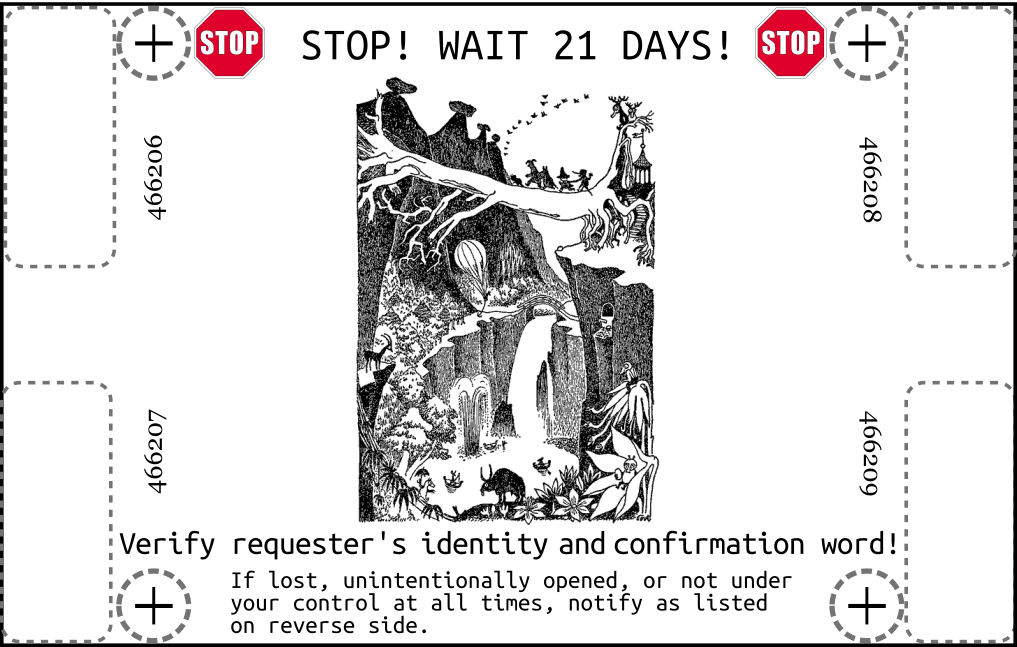 STOP STOP! WAIT 21 DAYS! STOP
466206
466208
466207
466209
Verify requester's identity and confirmation word!
If lost, unintentionally opened, or not under
your control at all times, notify as listed
on reverse side.